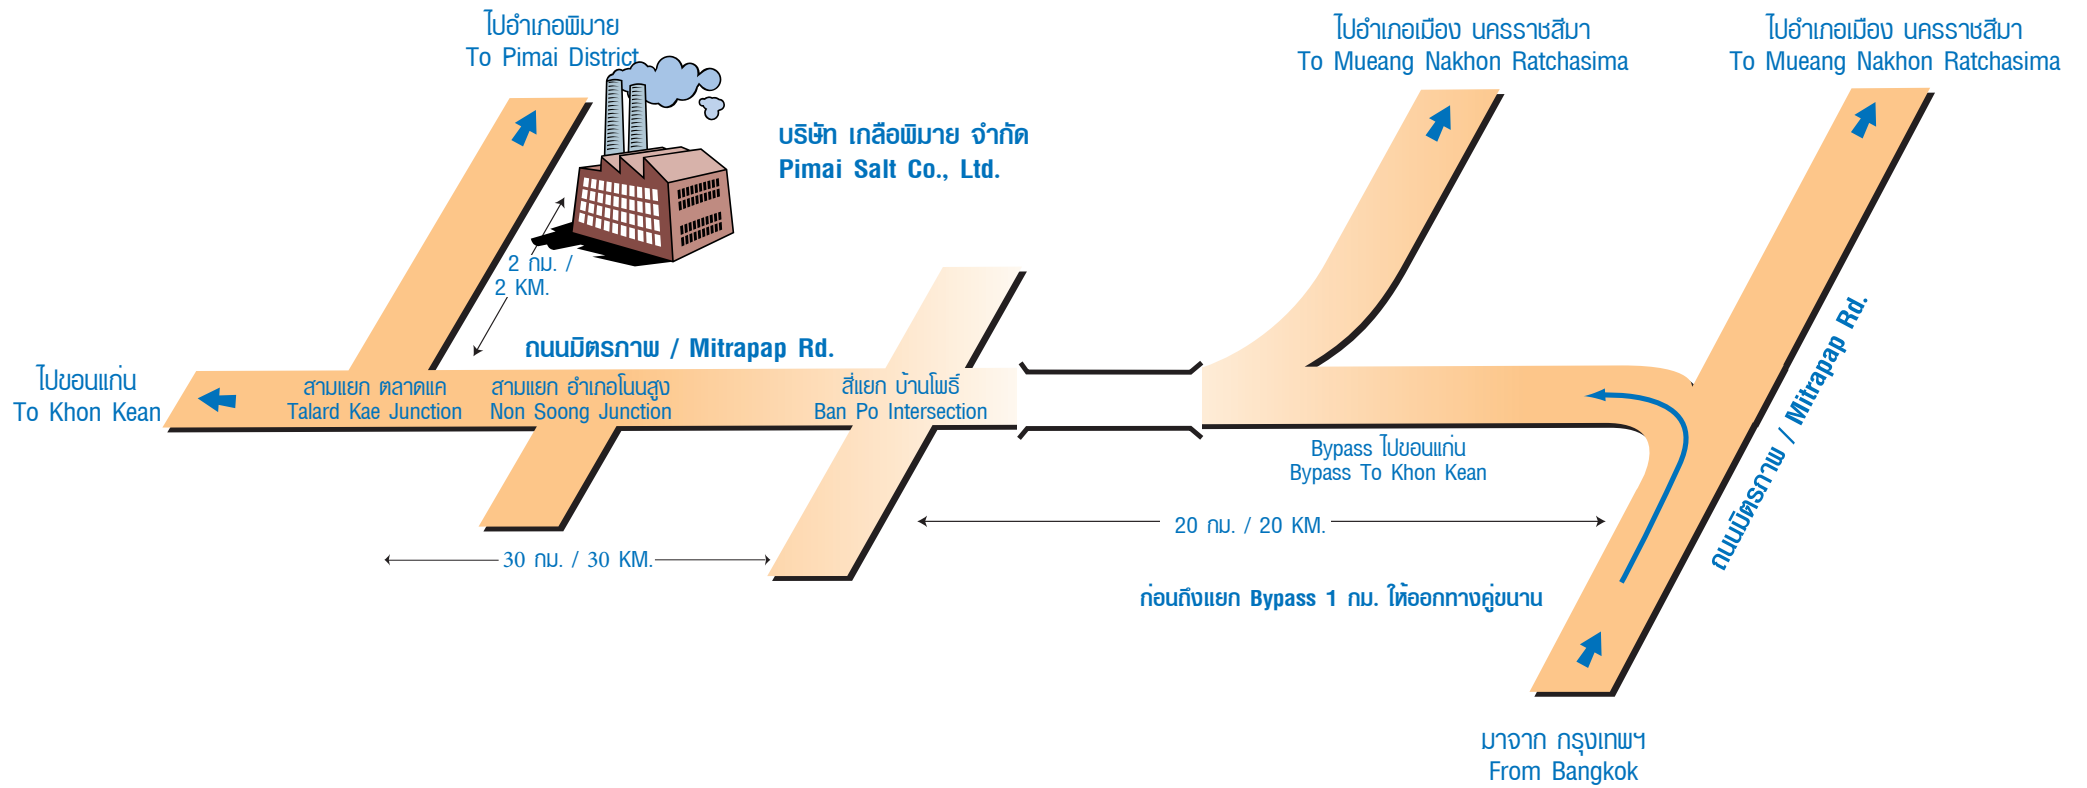 ไปอำเภอพิมาย
To Pimai District
ไปอำเภอเมือง นครราชสีมา
To Mueang Nakhon Ratchasima
ไปอำเภอเมือง นครราชสีมา
To Mueang Nakhon Ratchasima
บริษัท เกลือพิมาย จำกัด
Pimai Salt Co., Ltd.
2 กม. /
2 KM.
ถนนมิตรภาพ / Mitrapap Rd.
ถนนมิตรภาพ / Mitrapap Rd.
ไปขอนแก่น
To Khon Kean
สามแยก ตลาดแค
Talard Kae Junction
สามแยก อำเภอโนนสูง
Non Soong Junction
สี่แยก บ้านโพธิ์
Ban Po Intersection
Bypass ไปขอนแก่น
Bypass To Khon Kean
20 กม. / 20 KM.
30 กม. / 30 KM.
ก่อนถึงแยก Bypass 1 กม. ให้ออกทางคู่ขนาน
มาจาก กรุงเทพฯ
From Bangkok